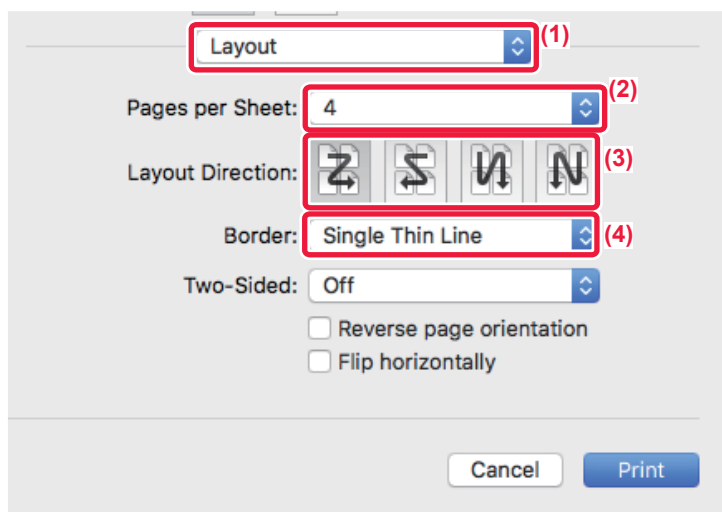 Layout (1)
Pages per Sheet: 4 (2)
Layout Direction: (3)
Border: Single Thin Line (4)
Two-Sided: Off
Reverse page orientation
Flip horizontally
Cancel Print